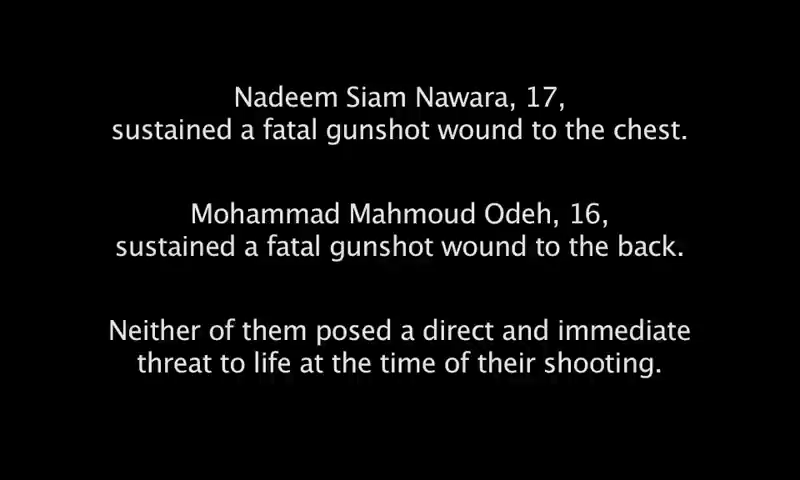 Nadeem Siam Nawara, 17,
sustained a fatal gunshot wound to the chest.
Mohammad Mahmoud Odeh, 16,
sustained a fatal gunshot wound to the back.
Neither of them posed a direct and immediate
threat to life at the time of their shooting.